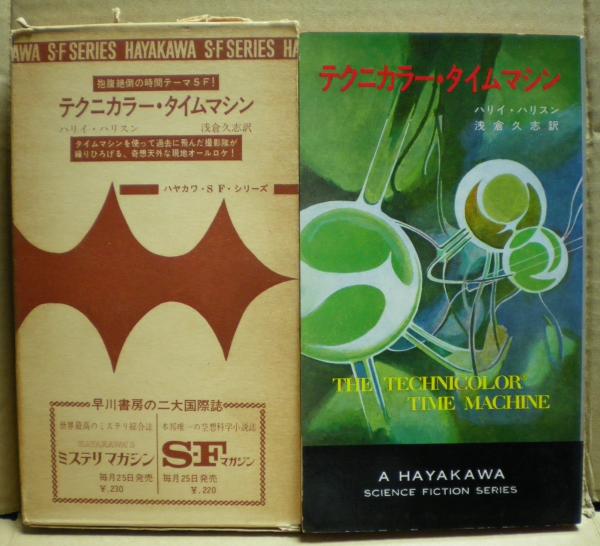 AWA S·F SERIES HAYAKAWA S·F SERIES HA
抱腹絶倒の時間テーマSF!
テクニカラー・タイムマシン
ハリイ・ハリスン 浅倉久志訳
タイムマシンを使って過去に飛んだ撮影隊が
繰りひろげる、奇想天外な現地オールロケ!
ハヤカワ・SF・シリーズ
早川書房の二大国際誌
世界最高のミステリ綜合誌
HAYAKAWA'S
ミステリマガジン
毎月25日発売
¥.230
本邦唯一の空想科学小説誌
S-Fマガジン
毎月25日発売
¥.220
テクニカラー・タイムマシン
ハリイ・ハリスン
浅倉久志訳
THE TECHNICOLOR®
TIME MACHINE
A HAYAKAWA
SCIENCE FICTION SERIES